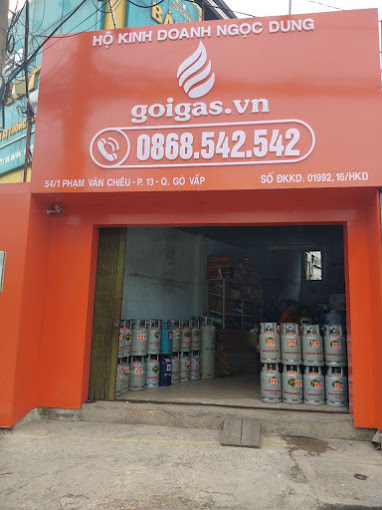 HỘ KINH DOANH NGỌC DUNG
goigas.vn
0868.542.542
54/1 PHẠM VĂN CHIÊU - P. 13 - Q. GÒ VẤP
SỐ ĐKKD: 01992, 16/HKD